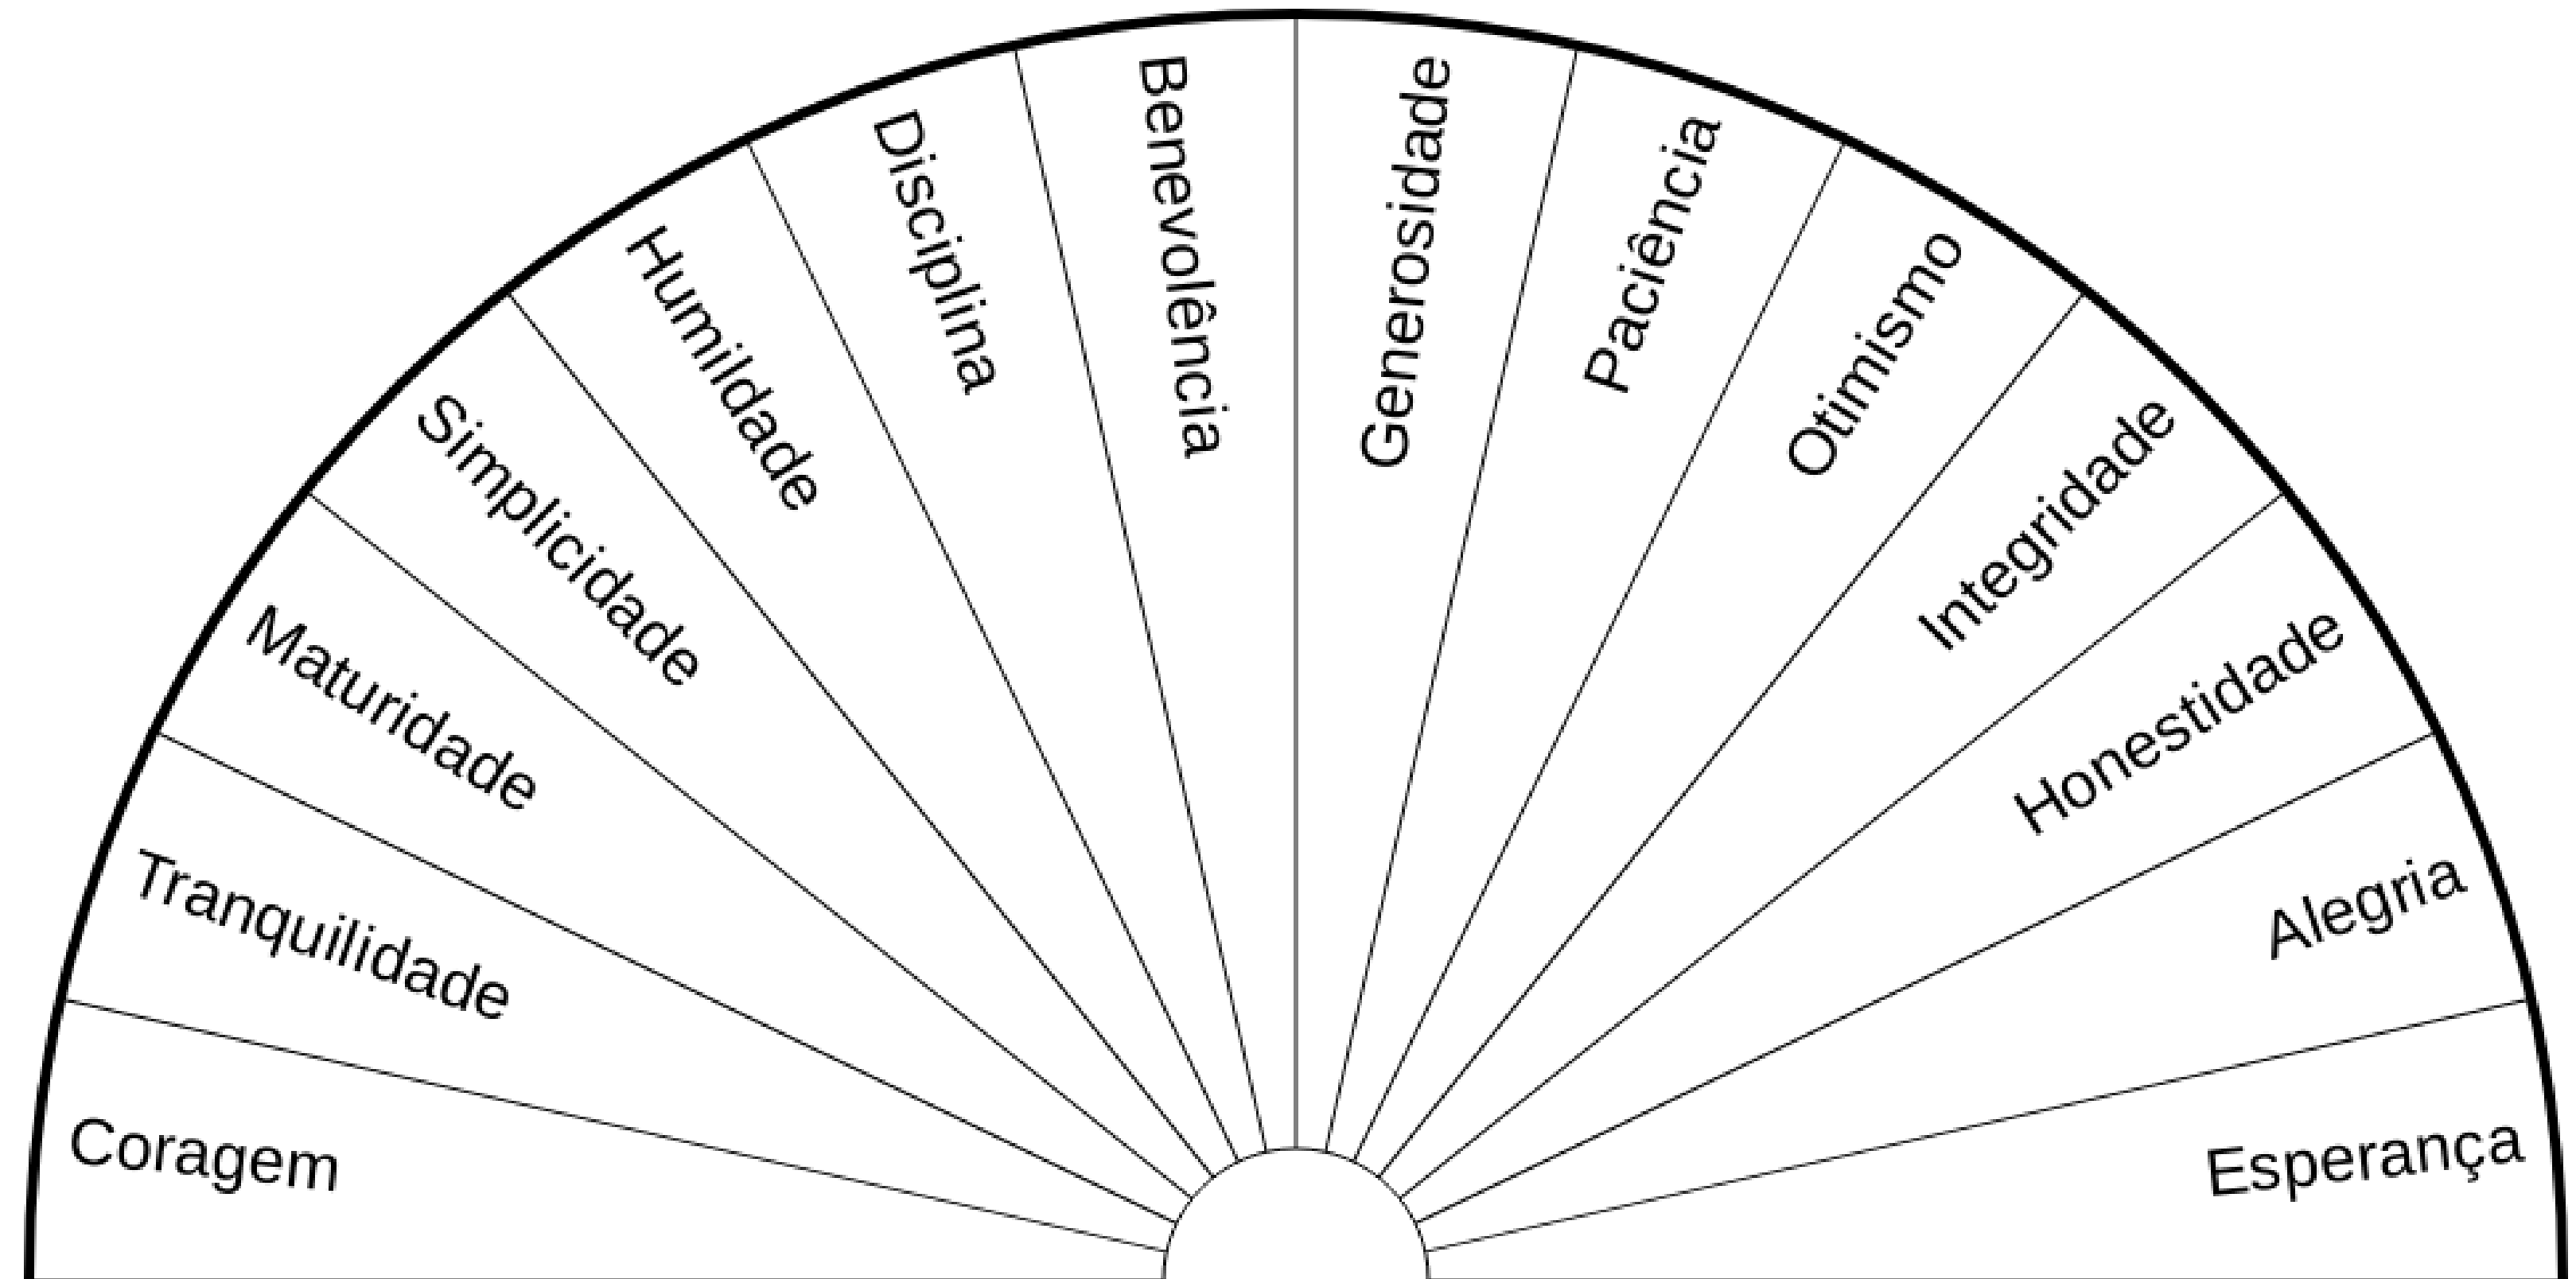 Coragem
Tranquilidade
Maturidade
Simplicidade
Humildade
Disciplina
Benevolência
Generosidade
Paciência
Otimismo
Integridade
Honestidade
Alegria
Esperança